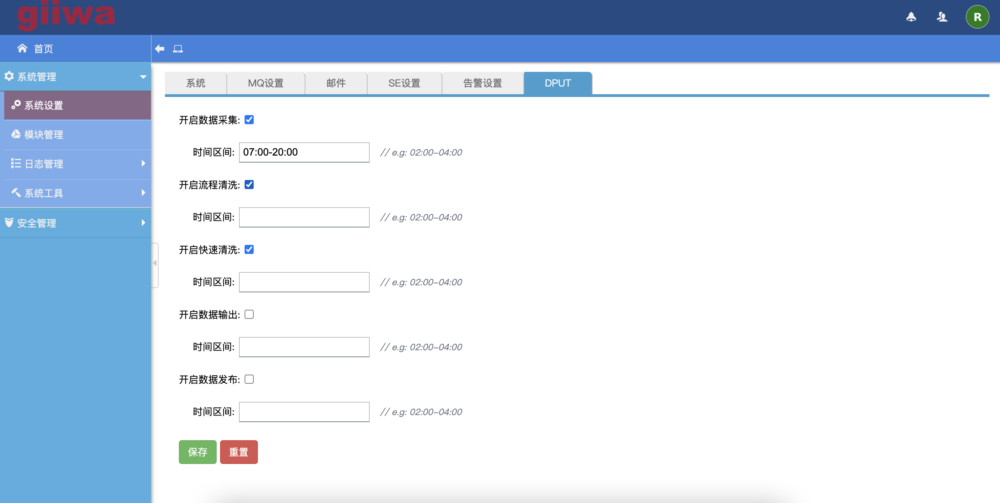 giiwa
R
首页
系统管理
系统设置
模块管理
日志管理
系统工具
安全管理
系统 MQ设置 邮件 SE设置 告警设置 DPUT
开启数据采集:
时间区间: 07:00-20:00 // e.g: 02:00-04:00
开启流程清洗:
时间区间: // e.g: 02:00-04:00
开启快速清洗:
时间区间: // e.g: 02:00-04:00
开启数据输出:
时间区间: // e.g: 02:00-04:00
开启数据发布:
时间区间: // e.g: 02:00-04:00
保存 重置